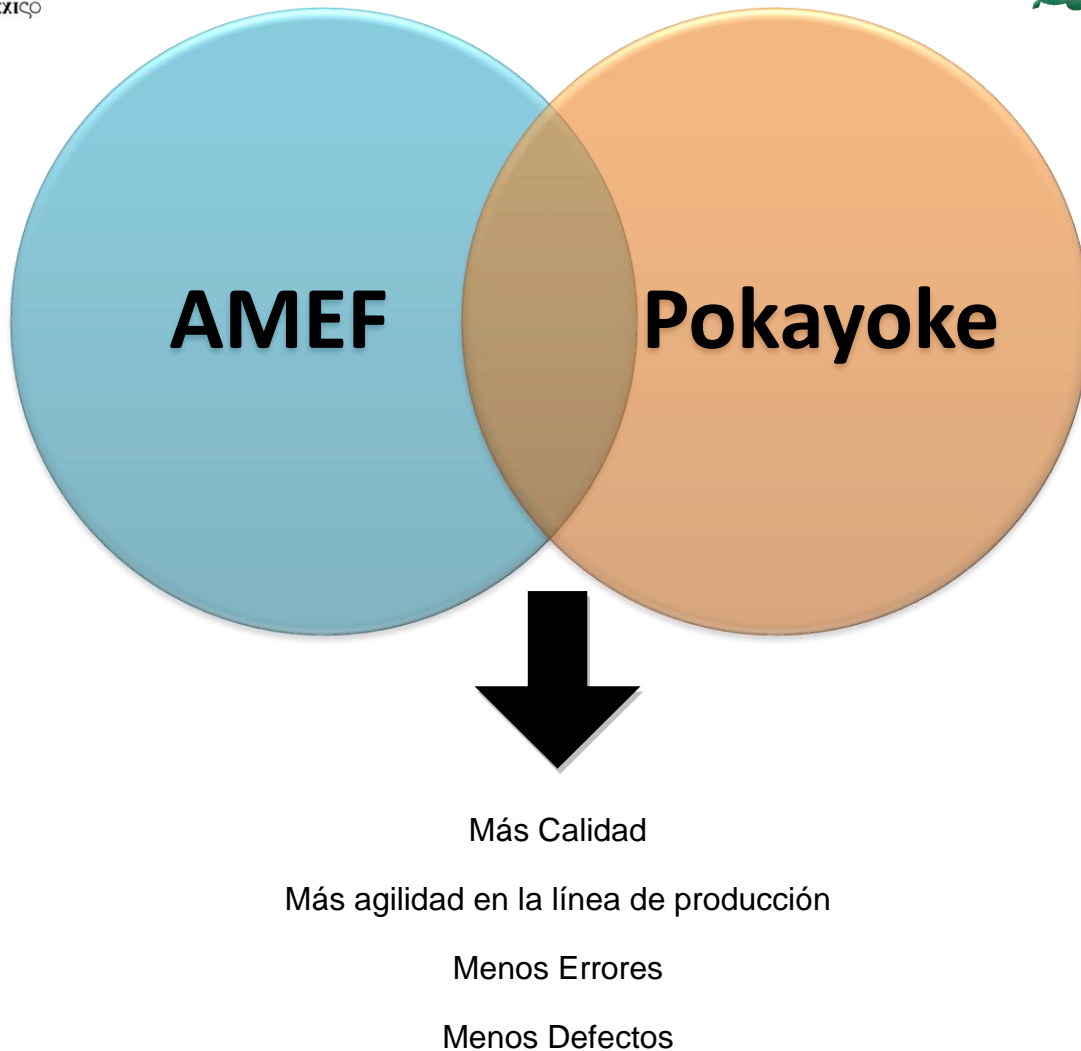 AMEF
Pokayoke
Más Calidad
Más agilidad en la línea de producción
Menos Errores
Menos Defectos